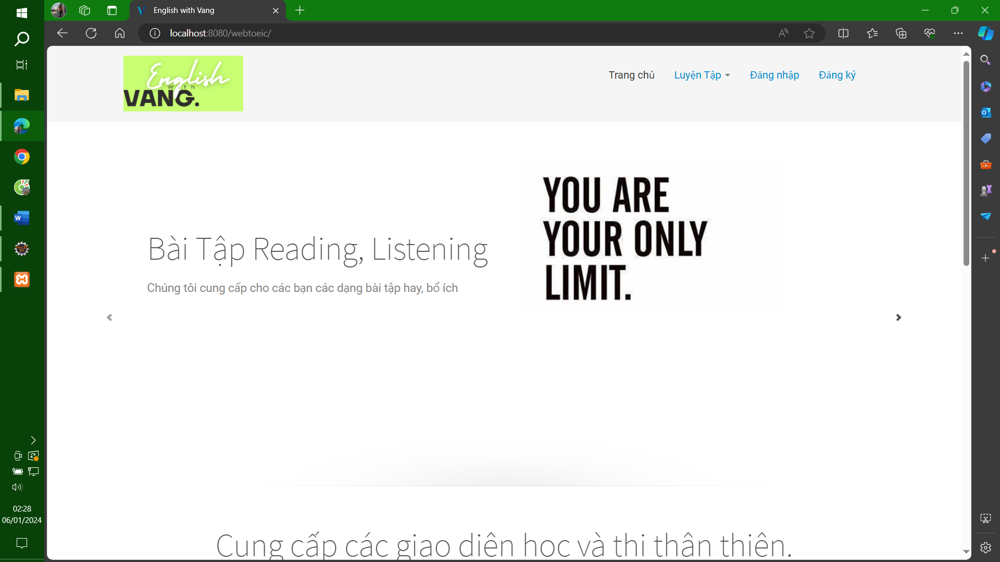 English with Vang
localhost:8080/webtoeic/
English
with
VANG.
Trang chủ
Luyện Tập
Đăng nhập
Đăng ký
YOU ARE
YOUR ONLY
LIMIT.
Bài Tập Reading, Listening
Chúng tôi cung cấp cho các bạn các dạng bài tập hay, bổ ích
02:28
06/01/2024
Cung cấp các giao diện học và thi thân thiện.